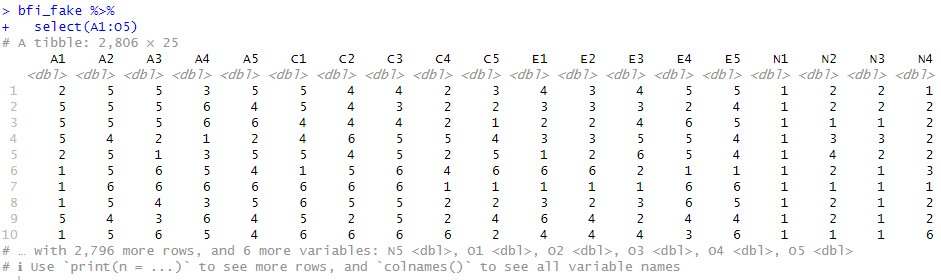 > bfi_fake %>%
+   select(A1:O5)
# A tibble: 2,806 × 25
      A1    A2    A3    A4    A5    C1    C2    C3    C4    C5    E1    E2    E3    E4    E5    N1    N2    N3    N4
   <dbl> <dbl> <dbl> <dbl> <dbl> <dbl> <dbl> <dbl> <dbl> <dbl> <dbl> <dbl> <dbl> <dbl> <dbl> <dbl> <dbl> <dbl> <dbl>
 1     2     5     5     3     5     5     4     4     2     3     4     3     4     5     5     1     2     2     1
 2     5     5     5     6     4     5     4     3     2     2     3     3     3     2     4     1     2     2     2
 3     5     5     5     6     6     4     4     4     2     1     2     2     4     6     5     1     1     1     2
 4     5     4     2     1     2     4     6     5     5     4     3     3     5     5     4     1     3     3     2
 5     2     5     1     3     5     5     4     5     2     5     1     2     6     5     4     1     4     2     2
 6     1     5     6     5     4     1     5     6     4     6     6     6     2     1     1     1     2     1     3
 7     1     6     6     6     6     6     6     6     1     1     1     1     1     6     6     1     1     1     1
 8     1     5     4     3     5     6     5     5     2     2     3     2     3     6     5     1     2     1     2
 9     5     4     3     6     4     5     2     5     2     4     6     4     2     4     4     1     2     2     2
10     1     5     6     5     4     6     6     6     6     2     4     4     4     3     6     1     1     1     6
# … with 2,796 more rows, and 6 more variables: N5 <dbl>, O1 <dbl>, O2 <dbl>, O3 <dbl>, O4 <dbl>, O5 <dbl>
# ℹ Use `print(n = ...)` to see more rows, and `colnames()` to see all variable names